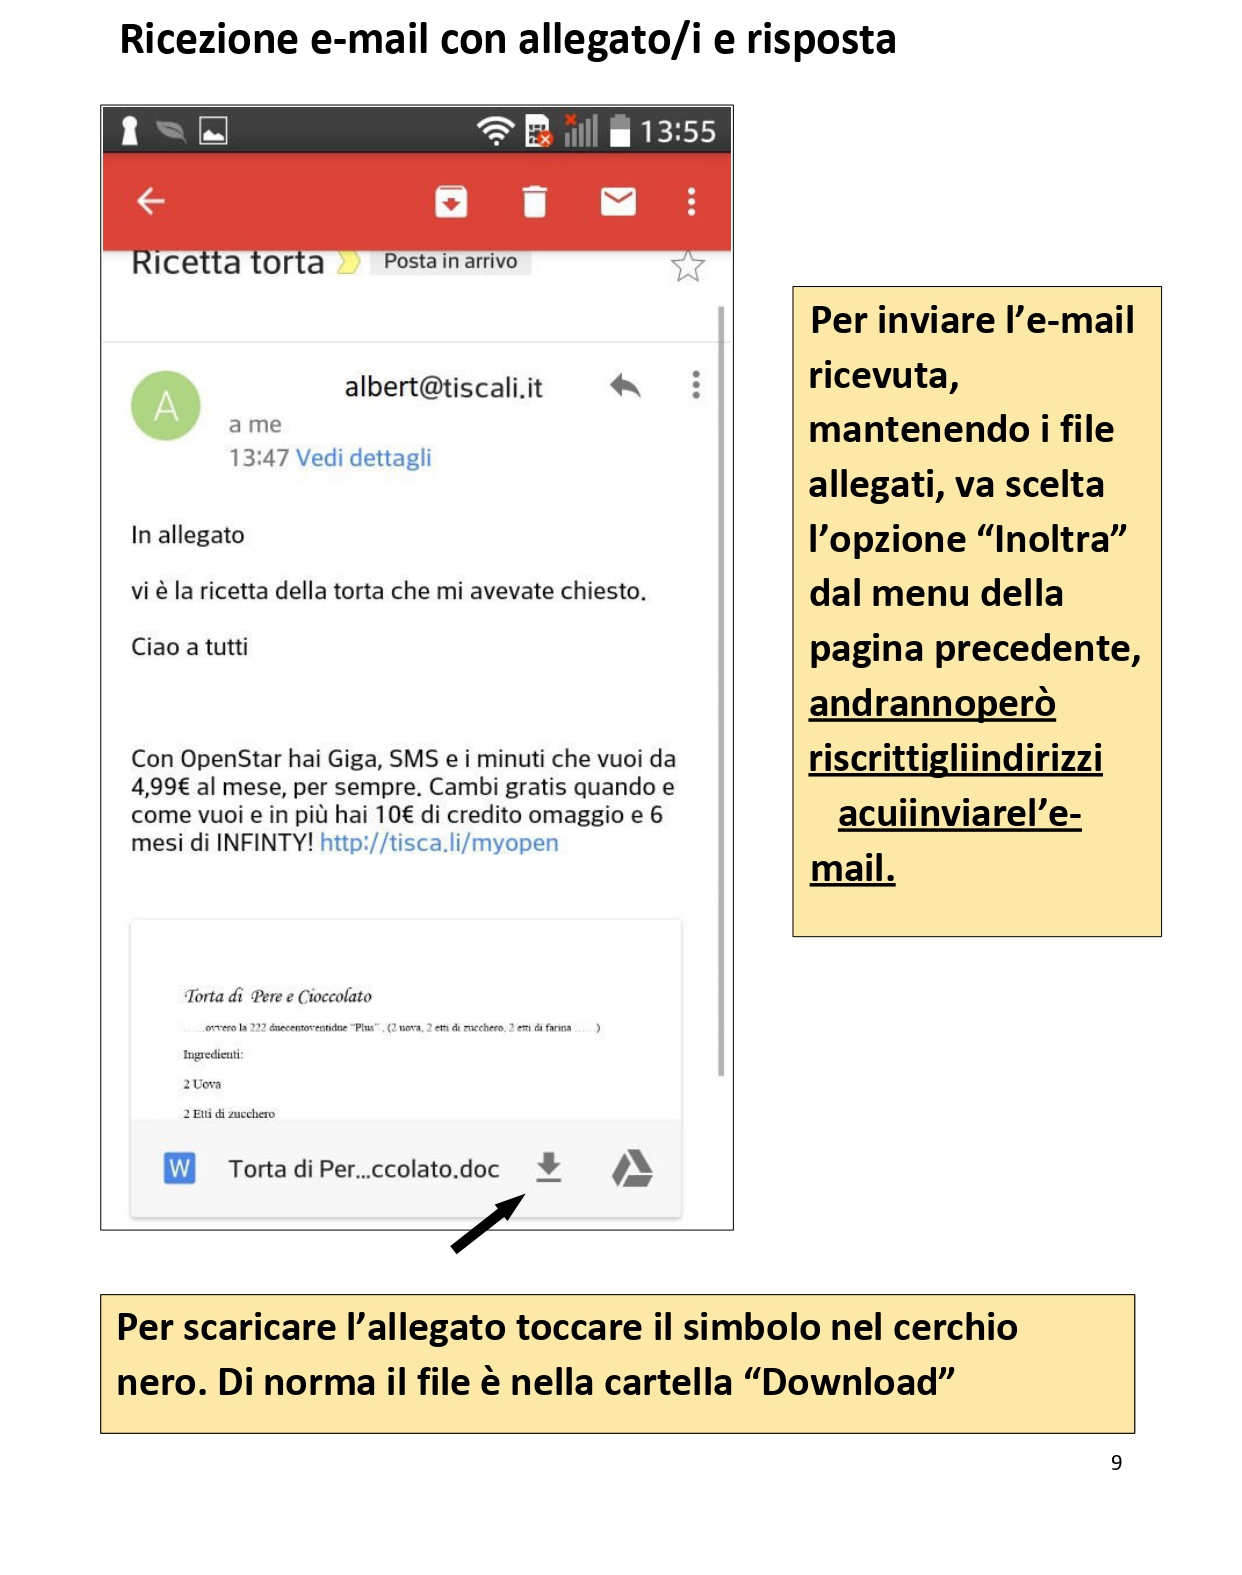 Ricezione e-mail con allegato/i e risposta
13:55
Ricetta torta Posta in arrivo
A
albert@tiscali.it
a me
13:47 Vedi dettagli
In allegato
vi è la ricetta della torta che mi avevate chiesto.
Ciao a tutti
Con OpenStar hai Giga, SMS e i minuti che vuoi da
4,99€ al mese, per sempre. Cambi gratis quando e
come vuoi e in più hai 10€ di credito omaggio e 6
mesi di INFINTY! http://tisca.li/myopen
Torta di Pere e Cioccolato
......ovvero la 222 duecentoventidue "Plus" , (2 uova, 2 etti di zucchero, 2 etti di farina ......)
Ingredienti:
2 Uova
2 Etti di zucchero
W Torta di Per...ccolato.doc
Per inviare l’e-mail
ricevuta,
mantenendo i file
allegati, va scelta
l’opzione “Inoltra”
dal menu della
pagina precedente,
andrannoperò
riscrittigliindirizzi
acuiinviarel’e-
mail.
Per scaricare l’allegato toccare il simbolo nel cerchio
nero. Di norma il file è nella cartella “Download”
9